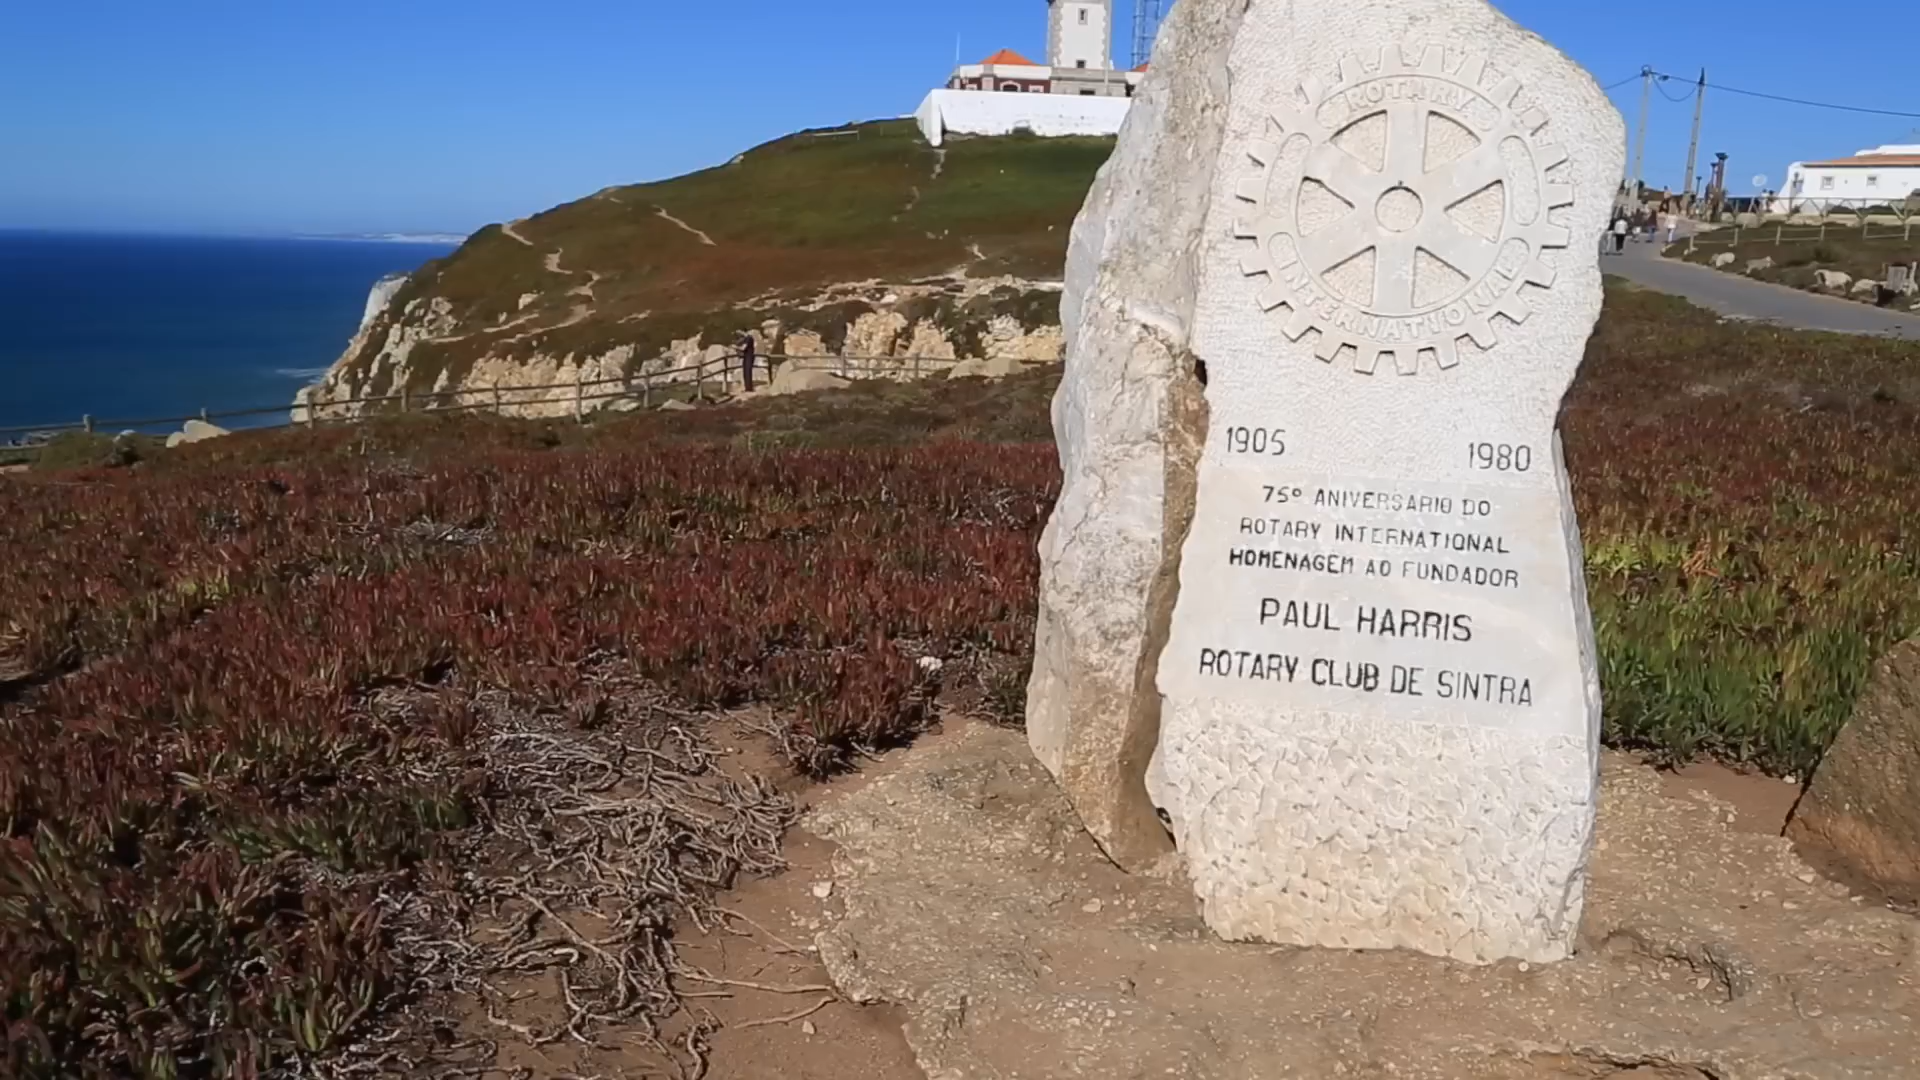 ROTARY
INTERNATIONAL
1905 1980
75º ANIVERSARIO DO
ROTARY INTERNATIONAL
HOMENAGEM AO FUNDADOR
PAUL HARRIS
ROTARY CLUB DE SINTRA